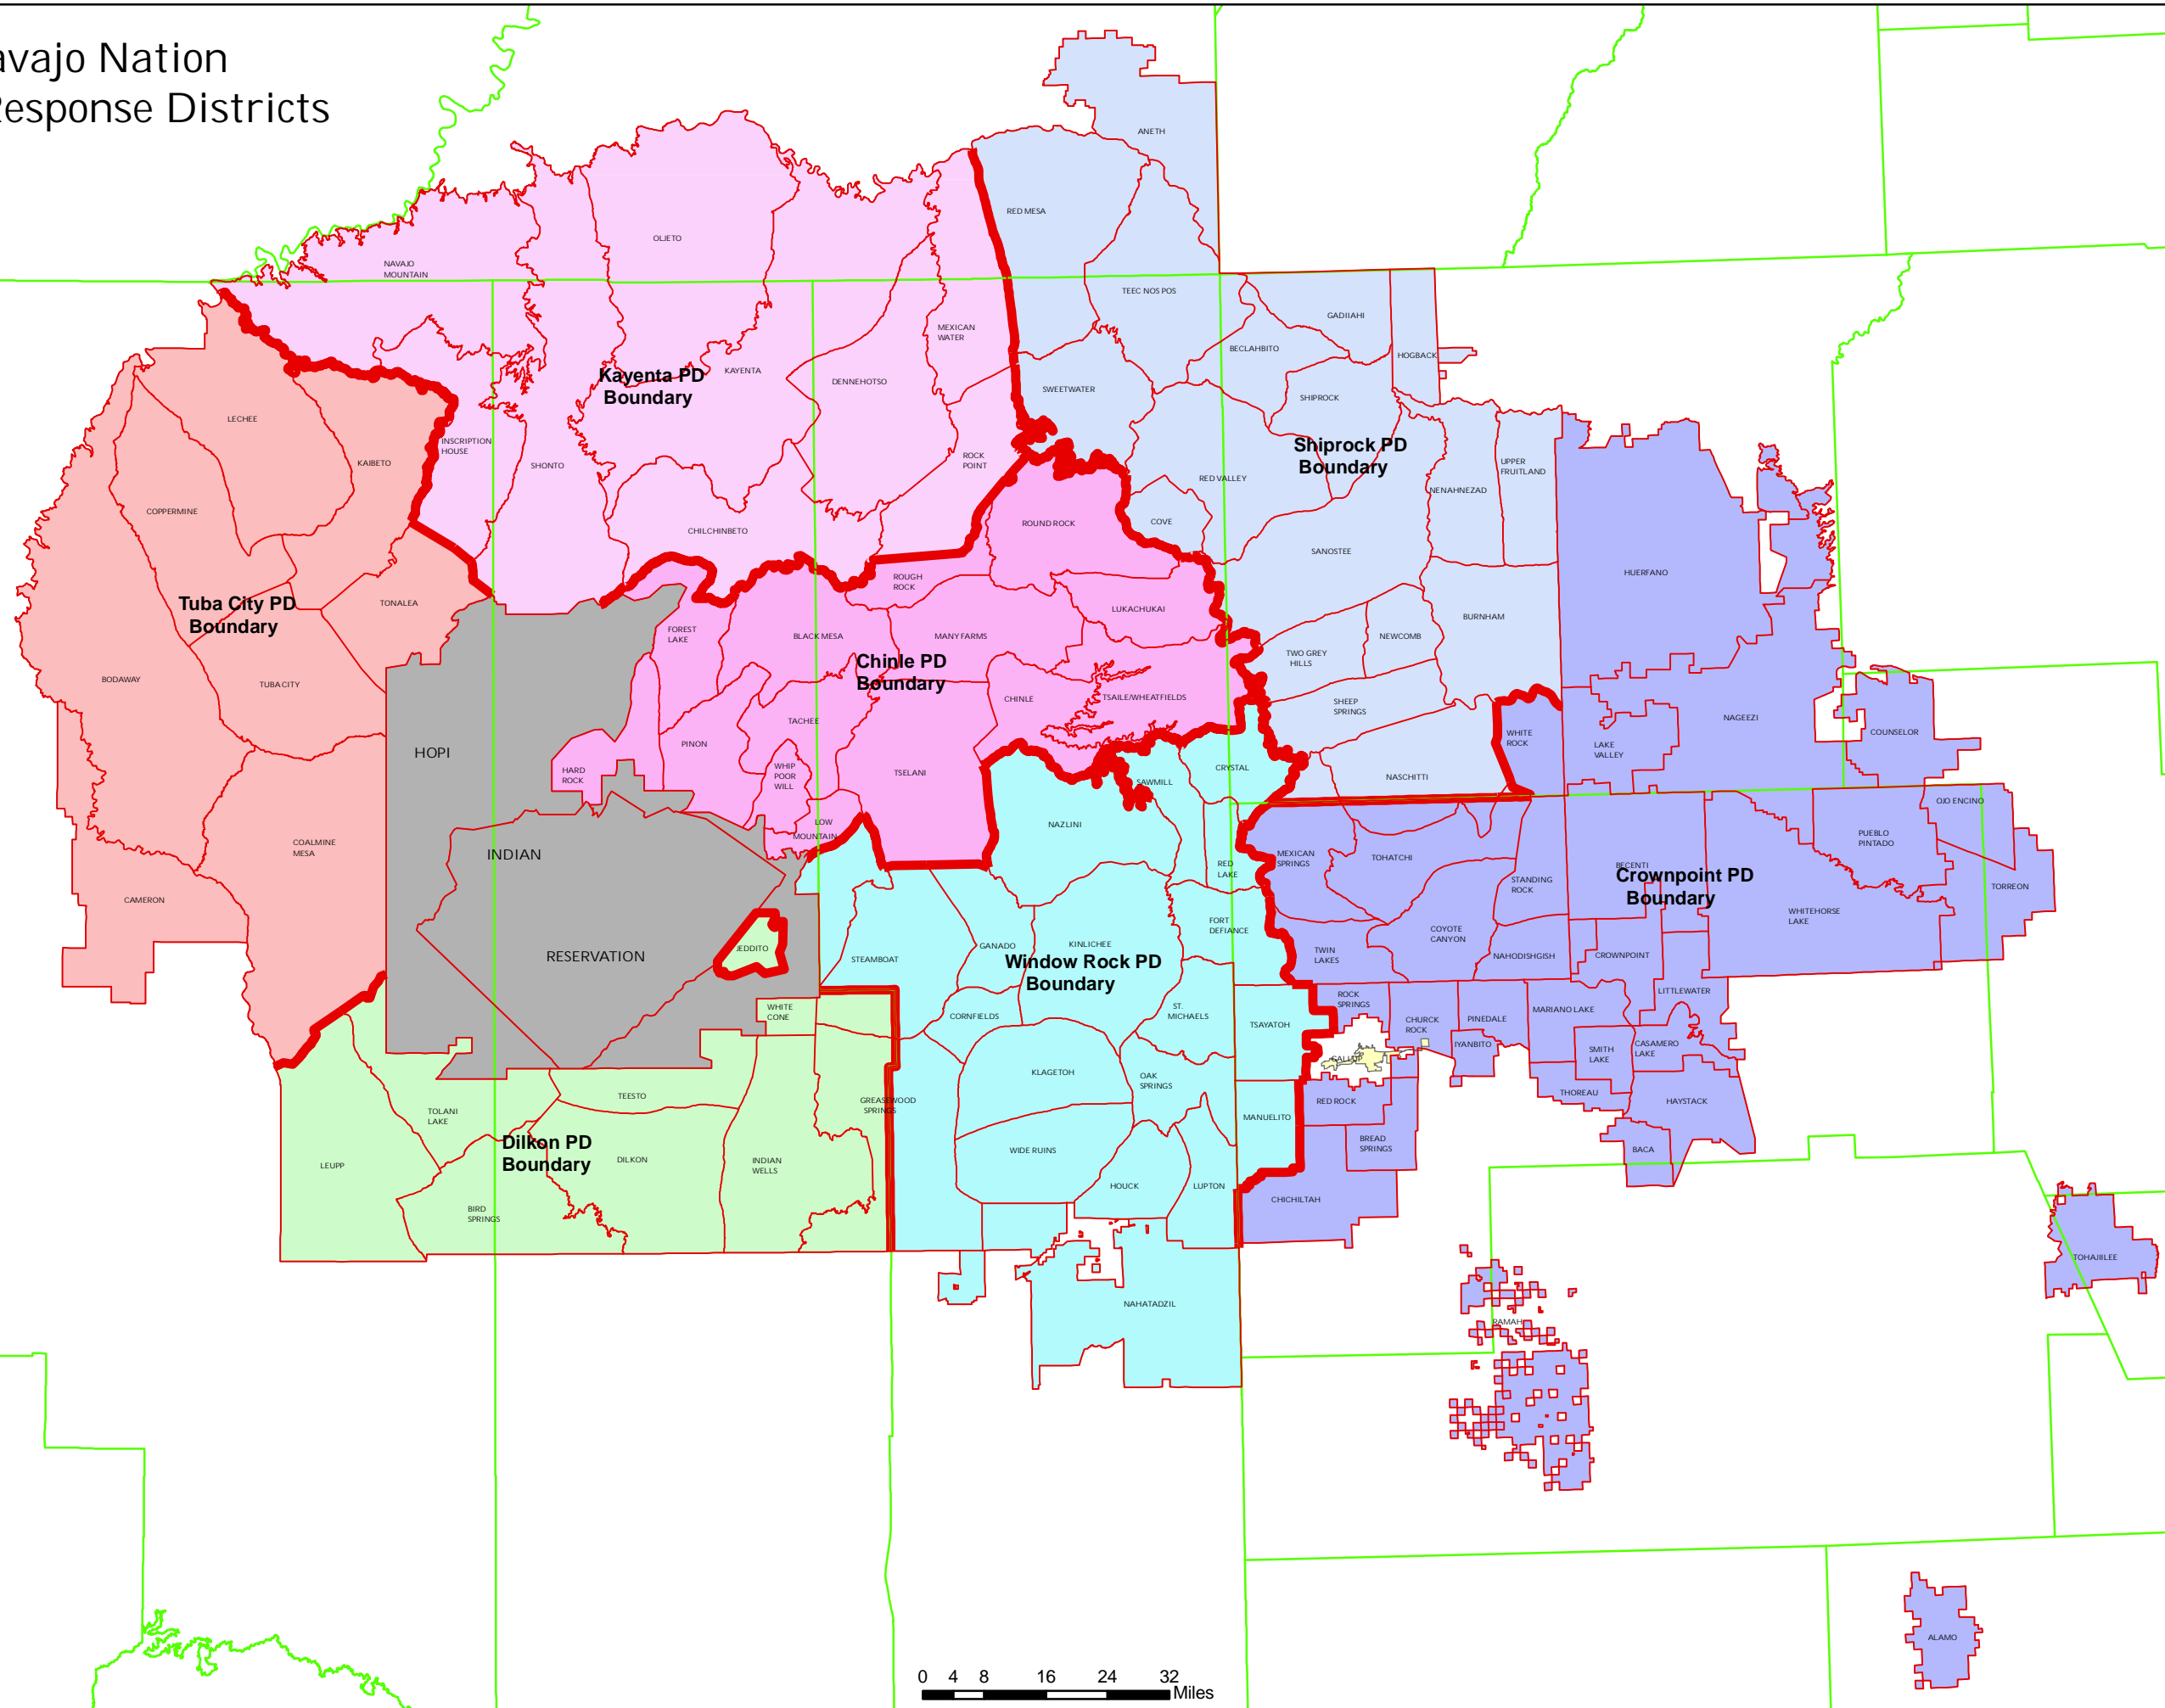 avajo Nation
Response Districts
ANETH
RED MESA
OLJETO
NAVAJO
MOUNTAIN
TEEC NOS POS
GADIIAHI
MEXICAN
WATER
BECLAHBITO
HOGBACK
Kayenta PD
Boundary
KAYENTA
DENNEHOTSO
SWEETWATER
SHIPROCK
LECHEE
INSCRIPTION
HOUSE
Shiprock PD
Boundary
KAIBETO
SHONTO
ROCK
POINT
RED VALLEY
UPPER
FRUITLAND
NENAHNEZAD
COPPERMINE
CHILCHINBETO
ROUND ROCK
COVE
SANOSTEE
HUERFANO
ROUGH
ROCK
Tuba City PD
Boundary
TONALEA
LUKACHUKAI
BURNHAM
FOREST
LAKE
BLACK MESA
MANY FARMS
NEWCOMB
TWO GREY
HILLS
Chinle PD
Boundary
BODAWAY
TUBA CITY
CHINLE
TSAILE/WHEATFIELDS
SHEEP
SPRINGS
NAGEEZI
TACHEE
COUNSELOR
HOPI
PINON
WHITE
ROCK
LAKE
VALLEY
HARD
ROCK
WHIP
POOR
WILL
TSELANI
SAWMILL
CRYSTAL
NASCHITTI
OJO ENCINO
LOW
MOUNTAIN
NAZLINI
PUEBLO
PINTADO
COALMINE
MESA
INDIAN
MEXICAN
SPRINGS
TOHATCHI
RED
LAKE
BECENTI
Crownpoint PD
Boundary
STANDING
ROCK
TORREON
CAMERON
WHITEHORSE
LAKE
FORT
DEFIANCE
COYOTE
CANYON
JEDDITO
GANADO
KINLICHEE
RESERVATION
STEAMBOAT
Window Rock PD
Boundary
TWIN
LAKES
NAHODISHGISH
CROWNPOINT
LITTLEWATER
ROCK
SPRINGS
WHITE
CONE
CORNFIELDS
ST.
MICHAELS
TSAYATOH
CHURCK
ROCK
PINEDALE
MARIANO LAKE
IYANBITO
SMITH
LAKE
CASAMERO
LAKE
GALLUP
KLAGETOH
OAK
SPRINGS
TEESTO
GREASEWOOD
SPRINGS
THOREAU
HAYSTACK
RED ROCK
TOLANI
LAKE
MANUELITO
Dilkon PD
Boundary
BREAD
SPRINGS
WIDE RUINS
BACA
LEUPP
DILKON
INDIAN
WELLS
HOUCK
LUPTON
CHICHILTAH
BIRD
SPRINGS
TOHAJIILEE
NAHATADZIL
RAMAH
ALAMO
0 4 8 16 24 32
Miles